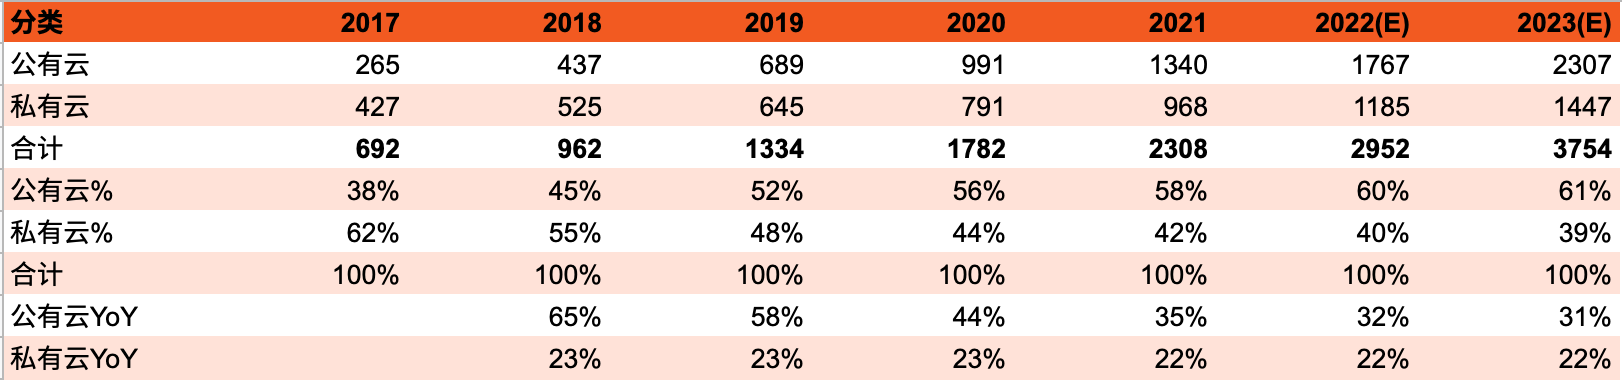 分类 2017 2018 2019 2020 2021 2022(E) 2023(E)
公有云 265 437 689 991 1340 1767 2307
私有云 427 525 645 791 968 1185 1447
合计 692 962 1334 1782 2308 2952 3754
公有云% 38% 45% 52% 56% 58% 60% 61%
私有云% 62% 55% 48% 44% 42% 40% 39%
合计 100% 100% 100% 100% 100% 100% 100%
公有云YoY 65% 58% 44% 35% 32% 31%
私有云YoY 23% 23% 23% 22% 22% 22%